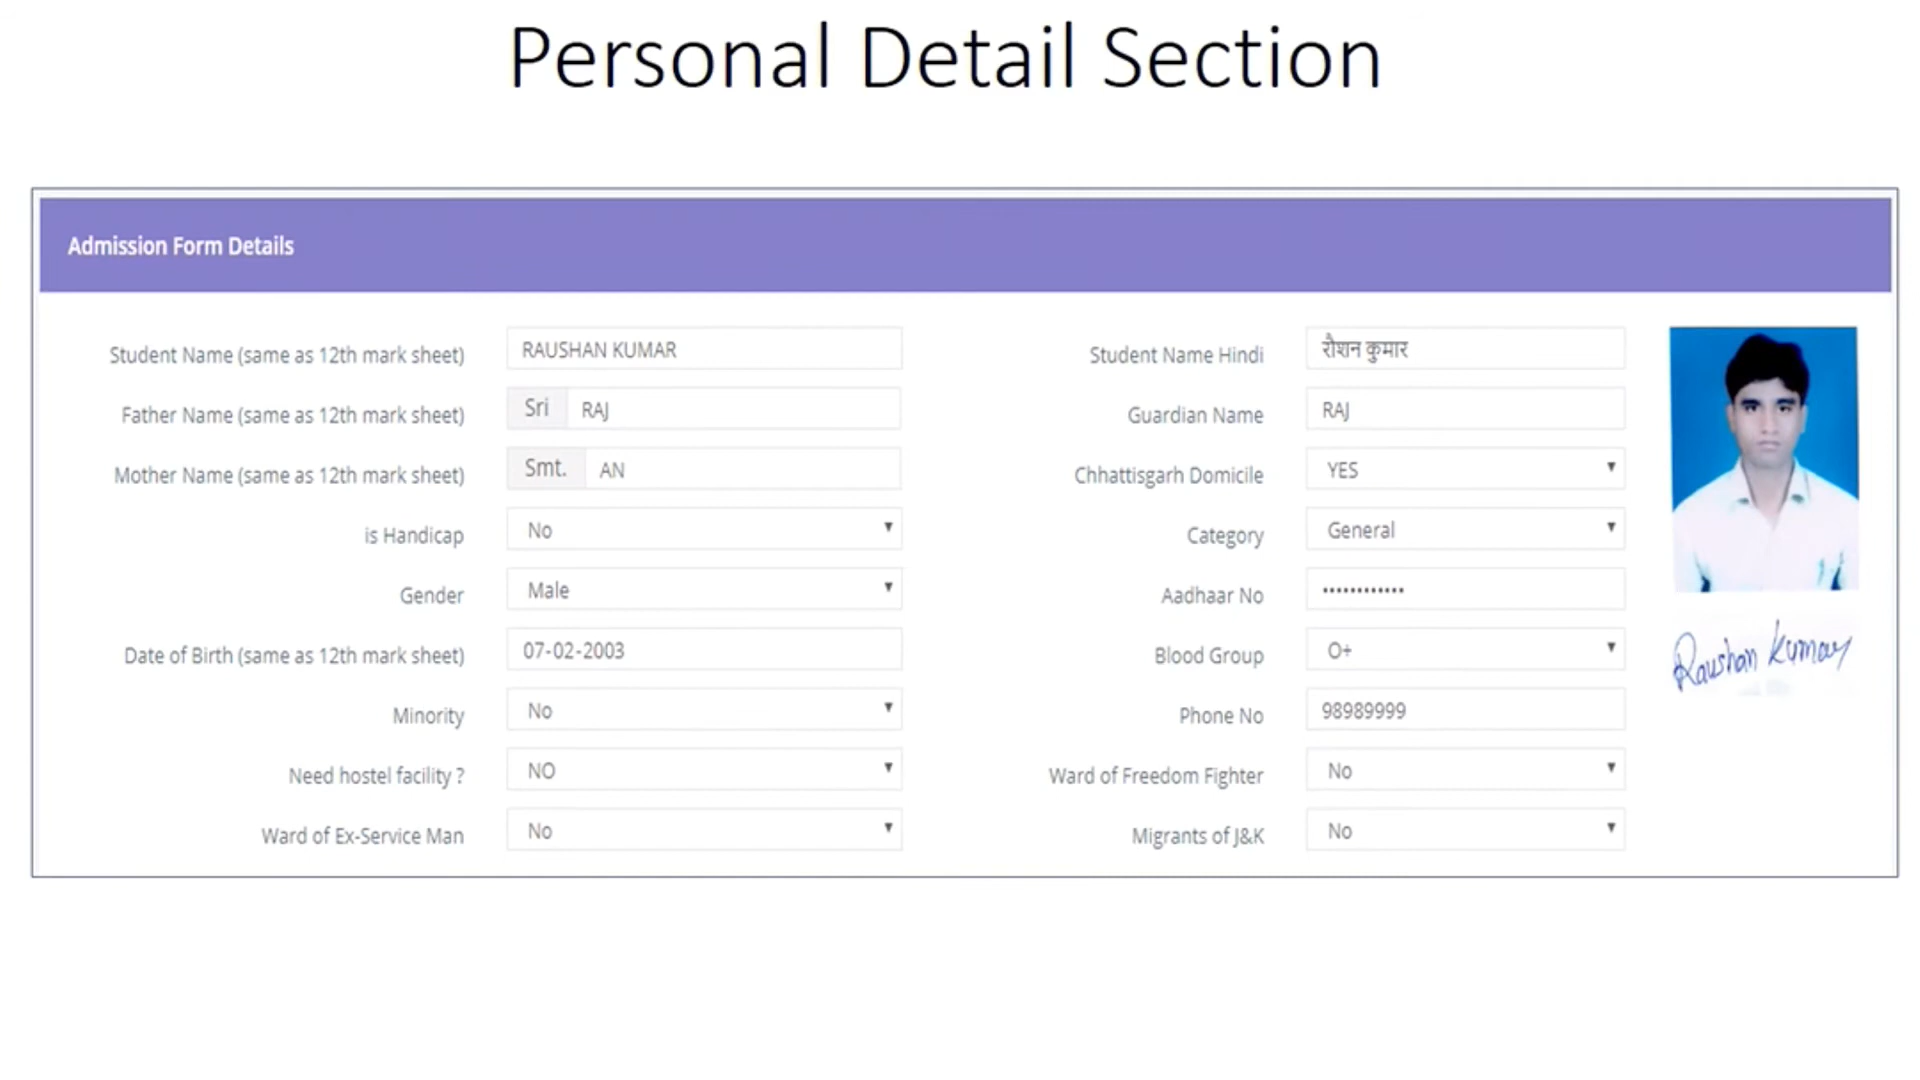 Personal Detail Section
Admission Form Details
Student Name (same as 12th mark sheet) RAUSHAN KUMAR Student Name Hindi रौशन कुमार
Father Name (same as 12th mark sheet) Sri RAJ Guardian Name RAJ
Mother Name (same as 12th mark sheet) Smt. AN Chhattisgarh Domicile YES
is Handicap No Category General
Gender Male Aadhaar No ••••••••••••
Date of Birth (same as 12th mark sheet) 07-02-2003 Blood Group O+
Raushan Kumar
Minority No Phone No 98989999
Need hostel facility ? NO Ward of Freedom Fighter No
Ward of Ex-Service Man No Migrants of J&K No